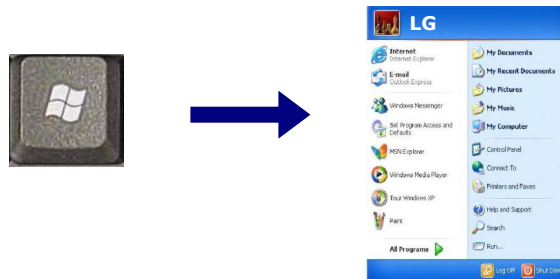 LG
Internet
Internet Explorer
E-mail
Outlook Express
Windows Messenger
Set Program Access and
Defaults
MSN Explorer
Windows Media Player
Tour Windows XP
Paint
All Programs
My Documents
My Recent Documents
My Pictures
My Music
My Computer
Control Panel
Connect To
Printers and Faxes
Help and Support
Search
Run...
Log Off
Shut Dow